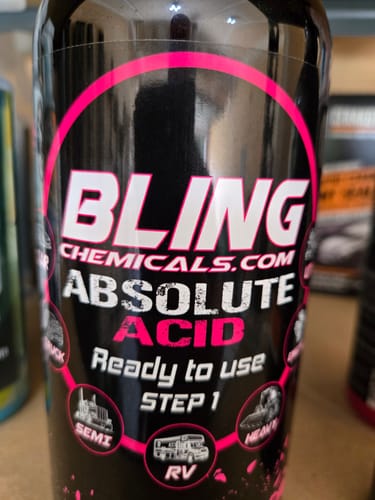 BLING
CHEMICALS.COM
ABSOLUTE
ACID
Ready to use
STEP 1
SEMI
RV
HEAVY